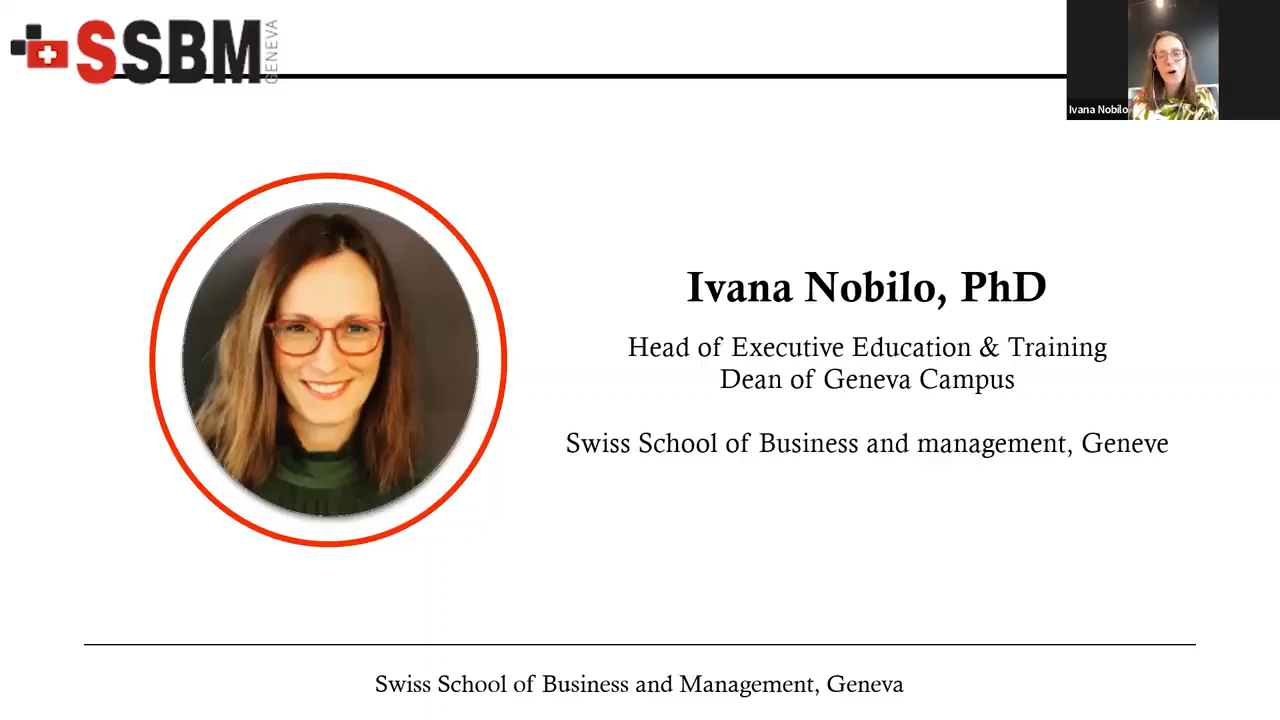 SSBM
GENEVA
Ivana Nobilo
Ivana Nobilo, PhD
Head of Executive Education & Training
Dean of Geneva Campus
Swiss School of Business and management, Geneve
Swiss School of Business and Management, Geneva